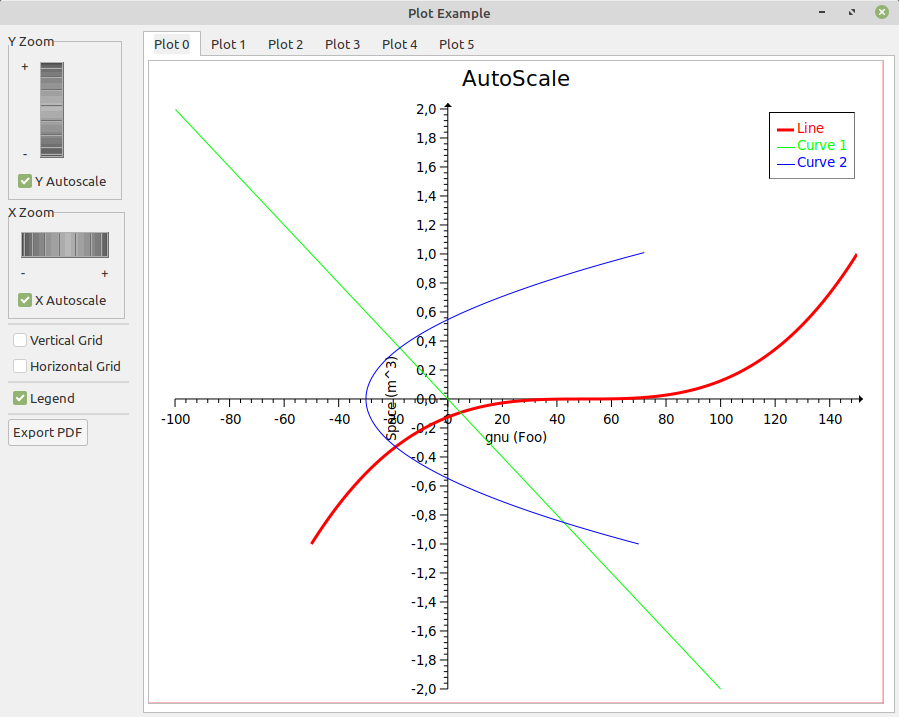 Plot Example
Y Zoom
+
-
Y Autoscale
X Zoom
- +
X Autoscale
Vertical Grid
Horizontal Grid
Legend
Export PDF
Plot 0 Plot 1 Plot 2 Plot 3 Plot 4 Plot 5
AutoScale
Line
Curve 1
Curve 2
2,0
1,8
1,6
1,4
1,2
1,0
0,8
0,6
0,4
0,2
0,0
-0,2
-0,4
-0,6
-0,8
-1,0
-1,2
-1,4
-1,6
-1,8
-2,0
Space (m^3)
-100 -80 -60 -40 -20 0 20 40 60 80 100 120 140
gnu (Foo)